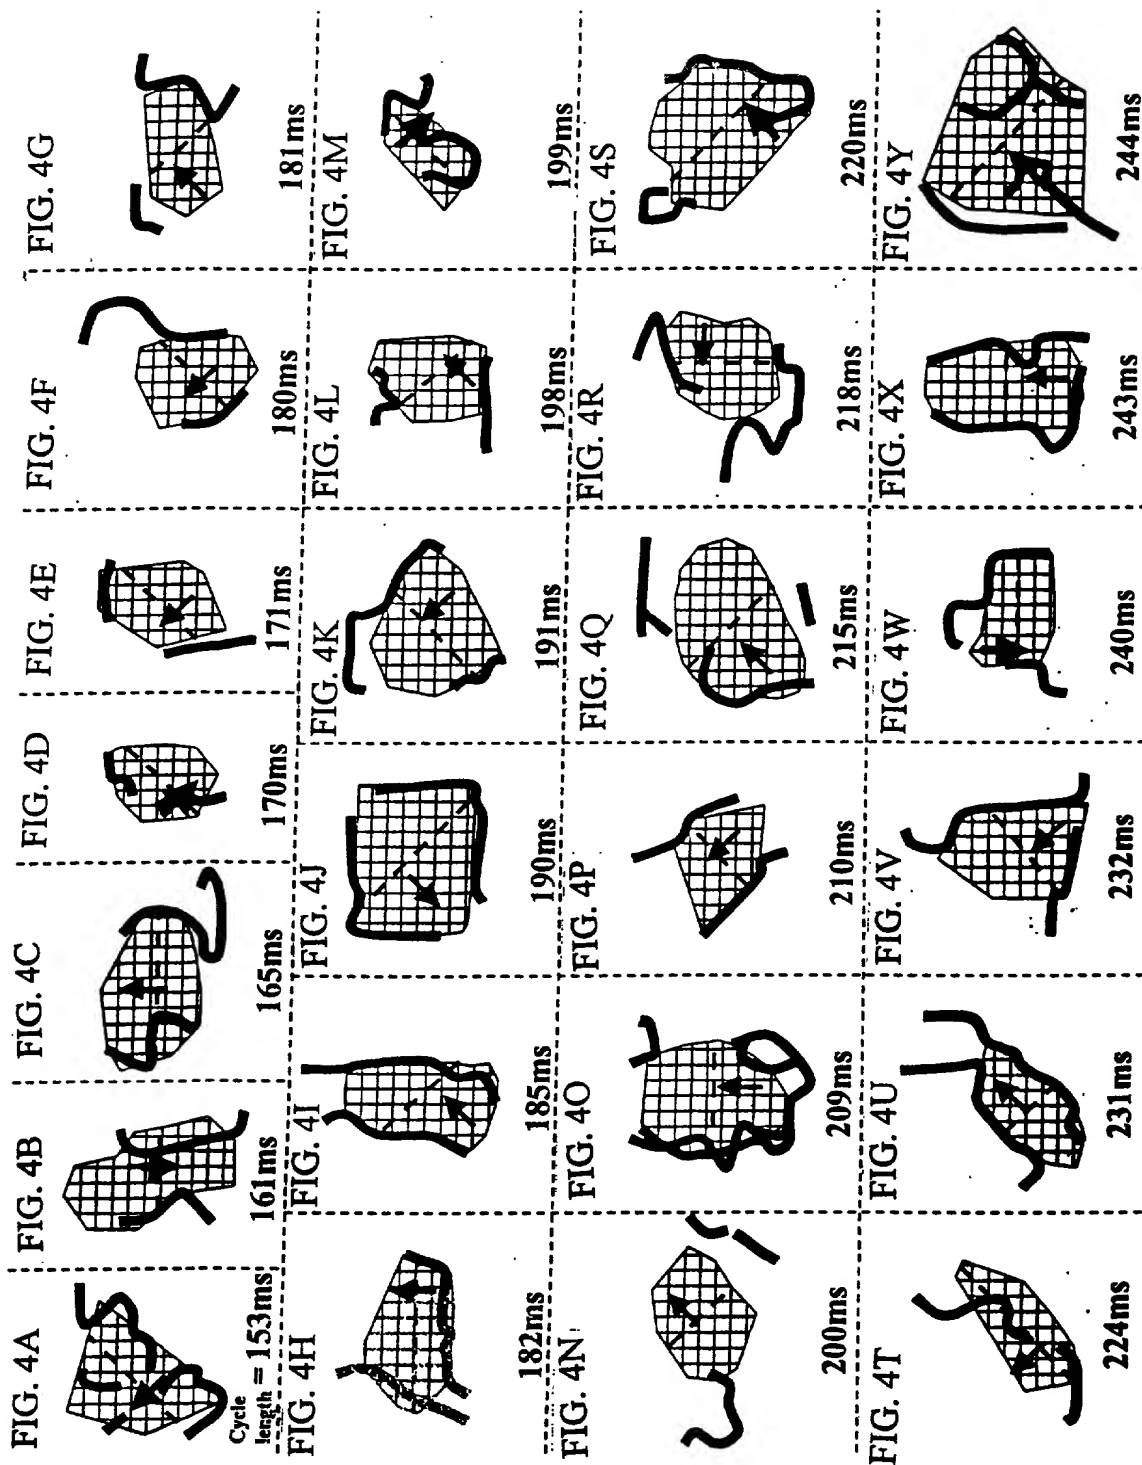 FIG. 4A
Cycle
length = 153ms
FIG. 4B
161ms
FIG. 4C
165ms
FIG. 4D
170ms
FIG. 4E
171ms
FIG. 4F
180ms
FIG. 4G
181ms
FIG. 4H
182ms
FIG. 4I
185ms
FIG. 4J
190ms
FIG. 4K
191ms
FIG. 4L
198ms
FIG. 4M
199ms
FIG. 4N
200ms
FIG. 4O
209ms
FIG. 4P
210ms
FIG. 4Q
215ms
FIG. 4R
218ms
FIG. 4S
220ms
FIG. 4T
224ms
FIG. 4U
231ms
FIG. 4V
232ms
FIG. 4W
240ms
FIG. 4X
243ms
FIG. 4Y
244ms